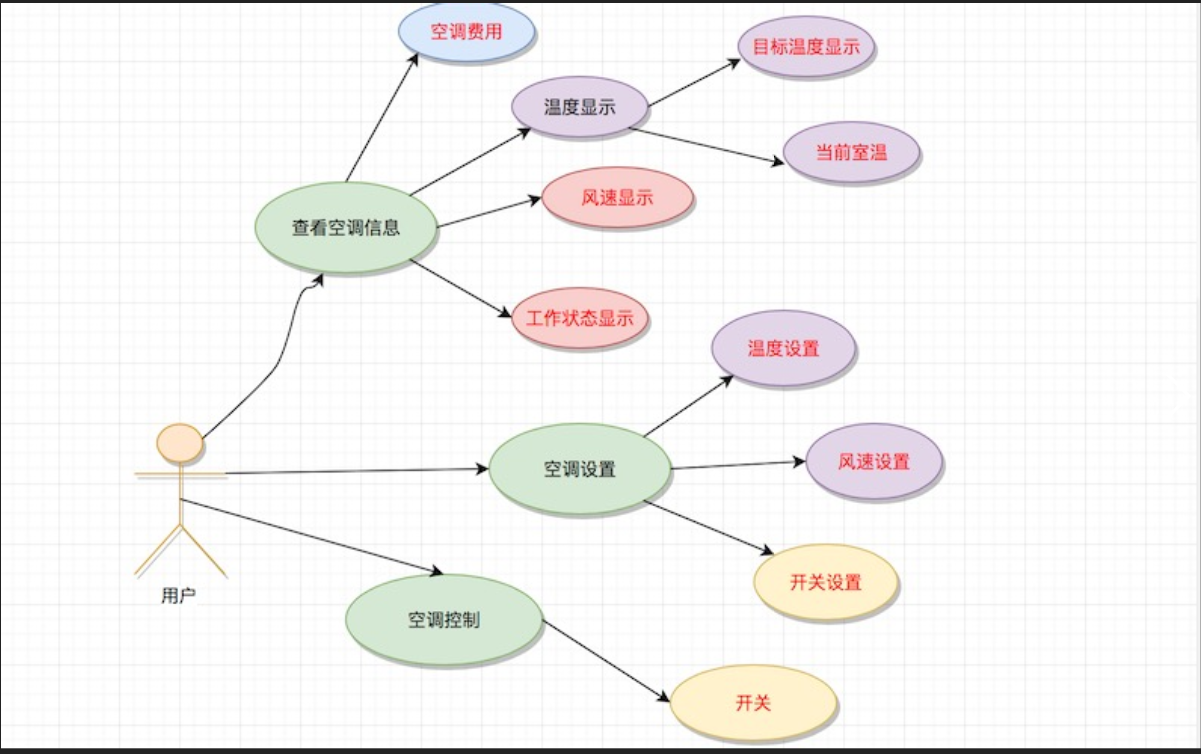 空调费用
目标温度显示
温度显示
当前室温
风速显示
查看空调信息
工作状态显示
温度设置
空调设置
风速设置
开关设置
用户
空调控制
开关